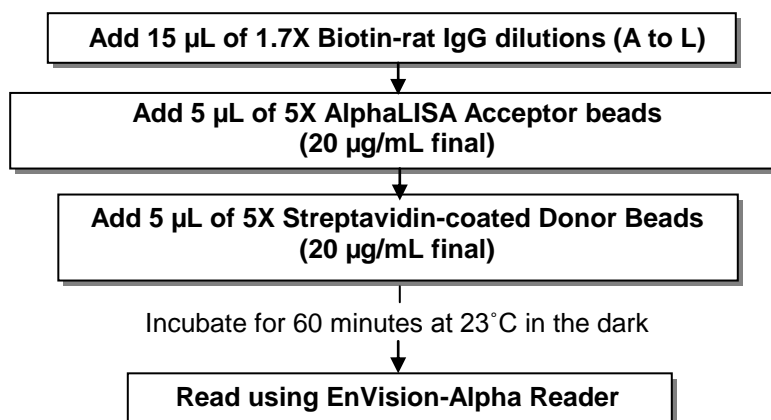 Add 15 µL of 1.7X Biotin-rat IgG dilutions (A to L)
Add 5 µL of 5X AlphaLISA Acceptor beads
(20 µg/mL final)
Add 5 µL of 5X Streptavidin-coated Donor Beads
(20 µg/mL final)
Incubate for 60 minutes at 23˚C in the dark
Read using EnVision-Alpha Reader